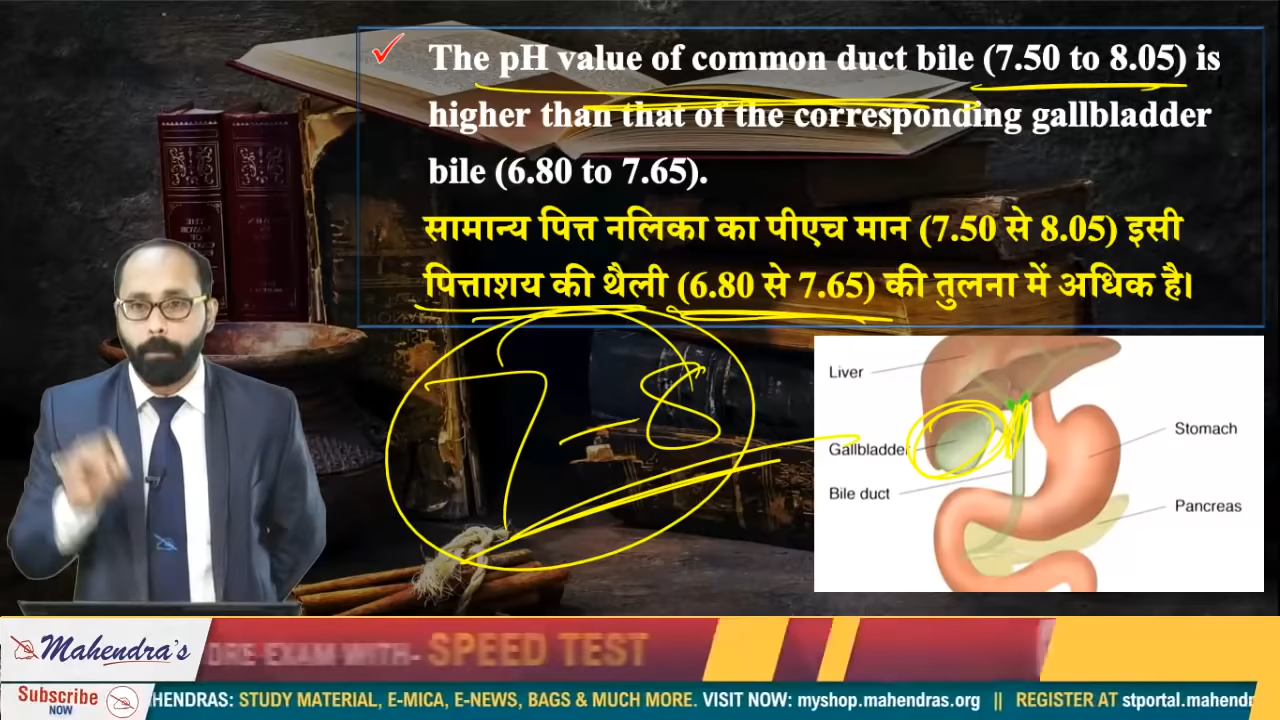 The pH value of common duct bile (7.50 to 8.05) is
higher than that of the corresponding gallbladder
bile (6.80 to 7.65).
सामान्य पित्त नलिका का पीएच मान (7.50 से 8.05) इसी
पित्ताशय की थैली (6.80 से 7.65) की तुलना में अधिक है।
7-8
Liver
Gallbladder
Bile duct
Stomach
Pancreas
Mahendra's
ORE EXAM WITH- SPEED TEST
Subscribe
NOW
HENDRAS: STUDY MATERIAL, E-MICA, E-NEWS, BAGS & MUCH MORE. VISIT NOW: myshop.mahendras.org || REGISTER AT stportal.mahendr